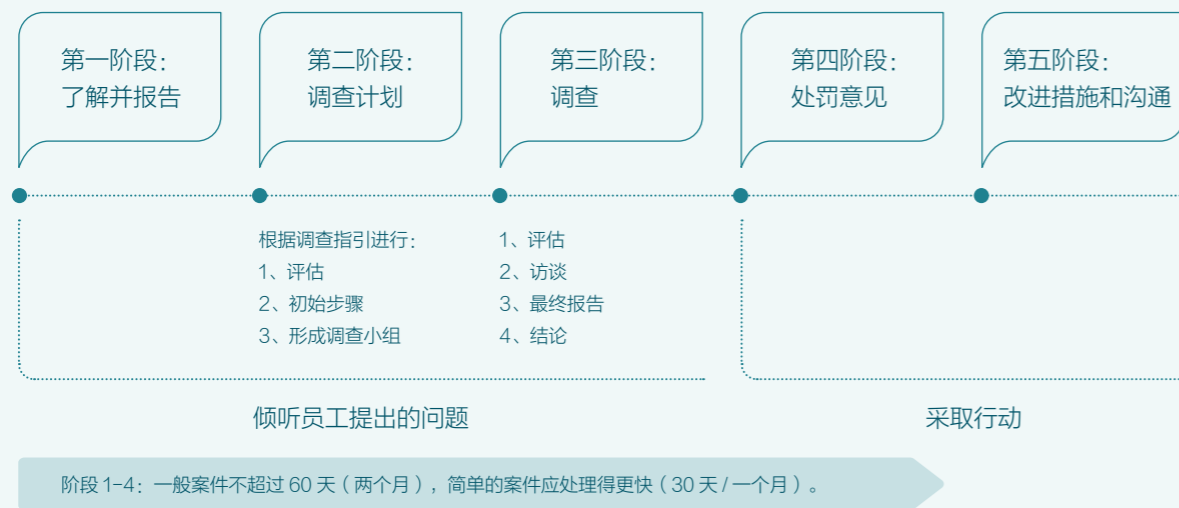 第一阶段：
了解并报告
第二阶段：
调查计划
第三阶段：
调查
第四阶段：
处罚意见
第五阶段：
改进措施和沟通
根据调查指引进行：
1、评估
2、初始步骤
3、形成调查小组
1、评估
2、访谈
3、最终报告
4、结论
倾听员工提出的问题
采取行动
阶段 1-4：一般案件不超过 60 天（两个月），简单的案件应处理得更快（30 天 / 一个月）。